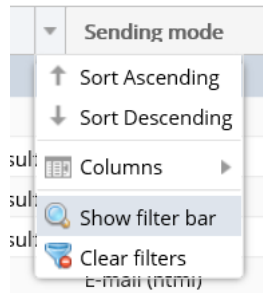 Sending mode
Sort Ascending
Sort Descending
Columns
Show filter bar
Clear filters
E-mail (html)